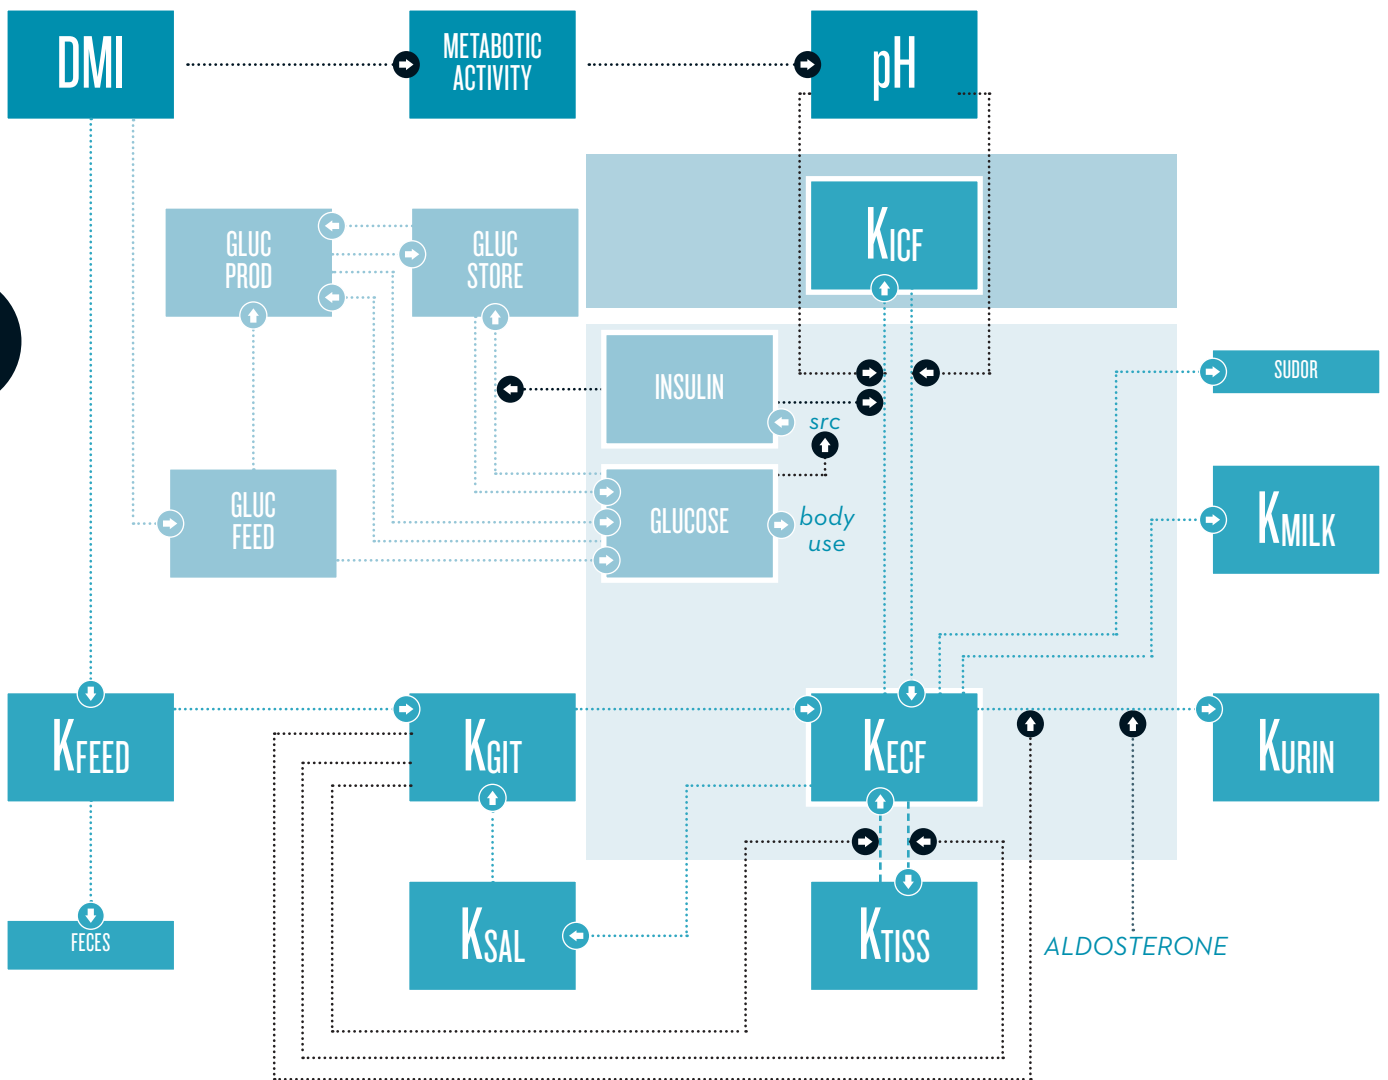 DMI
METABOTIC
ACTIVITY
pH
KICF
GLUC
PROD
GLUC
STORE
INSULIN
SUDOR
src
GLUC
FEED
GLUCOSE
body
use
KMILK
KFEED
KGIT
KECF
KURIN
FECES
KSAL
KTISS
ALDOSTERONE